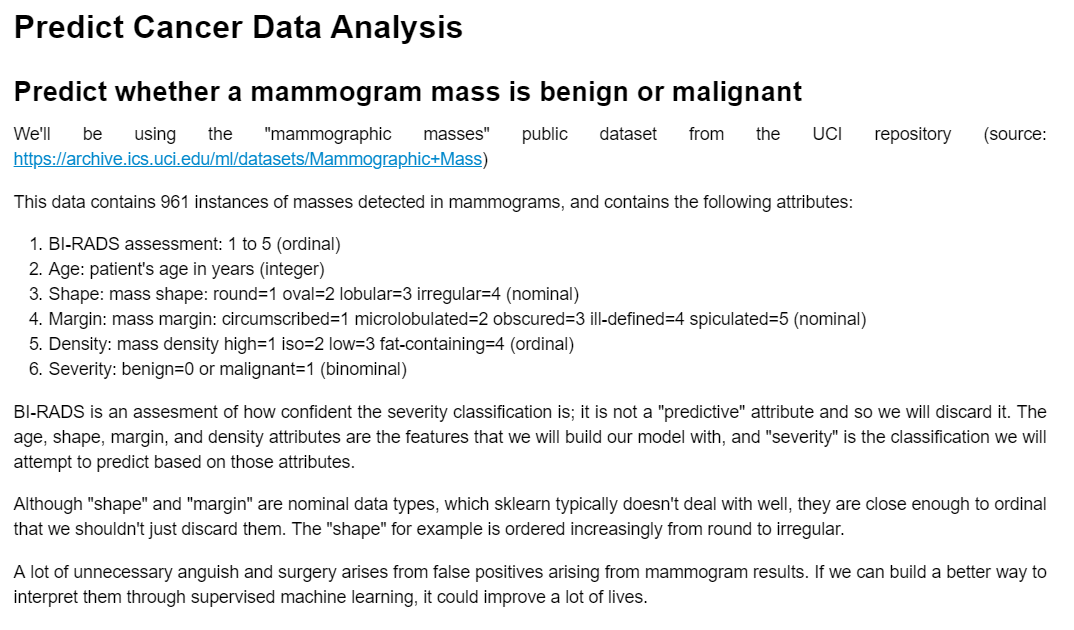 Predict Cancer Data Analysis
Predict whether a mammogram mass is benign or malignant
We'll be using the "mammographic masses" public dataset from the UCI repository (source:
https://archive.ics.uci.edu/ml/datasets/Mammographic+Mass)
This data contains 961 instances of masses detected in mammograms, and contains the following attributes:
1. BI-RADS assessment: 1 to 5 (ordinal)
2. Age: patient's age in years (integer)
3. Shape: mass shape: round=1 oval=2 lobular=3 irregular=4 (nominal)
4. Margin: mass margin: circumscribed=1 microlobulated=2 obscured=3 ill-defined=4 spiculated=5 (nominal)
5. Density: mass density high=1 iso=2 low=3 fat-containing=4 (ordinal)
6. Severity: benign=0 or malignant=1 (binominal)
BI-RADS is an assesment of how confident the severity classification is; it is not a "predictive" attribute and so we will discard it. The
age, shape, margin, and density attributes are the features that we will build our model with, and "severity" is the classification we will
attempt to predict based on those attributes.
Although "shape" and "margin" are nominal data types, which sklearn typically doesn't deal with well, they are close enough to ordinal
that we shouldn't just discard them. The "shape" for example is ordered increasingly from round to irregular.
A lot of unnecessary anguish and surgery arises from false positives arising from mammogram results. If we can build a better way to
interpret them through supervised machine learning, it could improve a lot of lives.